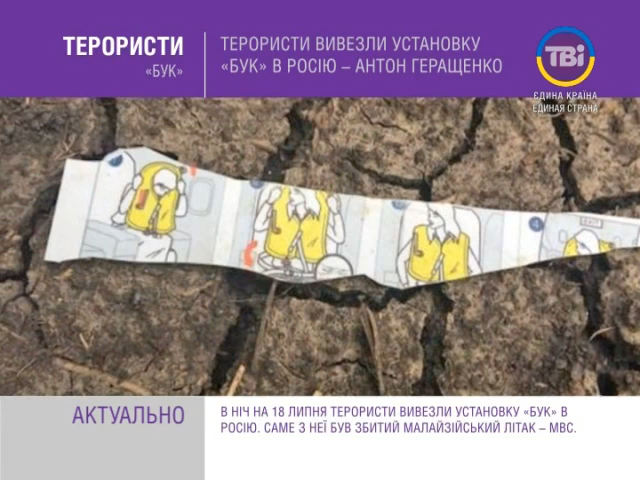 ТЕРОРИСТИ
«БУК»
ТЕРОРИСТИ ВИВЕЗЛИ УСТАНОВКУ
«БУК» В РОСІЮ – АНТОН ГЕРАЩЕНКО
ТВі
ЄДИНА КРАЇНА
ЕДИНАЯ СТРАНА
АКТУАЛЬНО
В НІЧ НА 18 ЛИПНЯ ТЕРОРИСТИ ВИВЕЗЛИ УСТАНОВКУ «БУК» В
РОСІЮ. САМЕ З НЕЇ БУВ ЗБИТИЙ МАЛАЙЗІЙСЬКИЙ ЛІТАК – МВС.